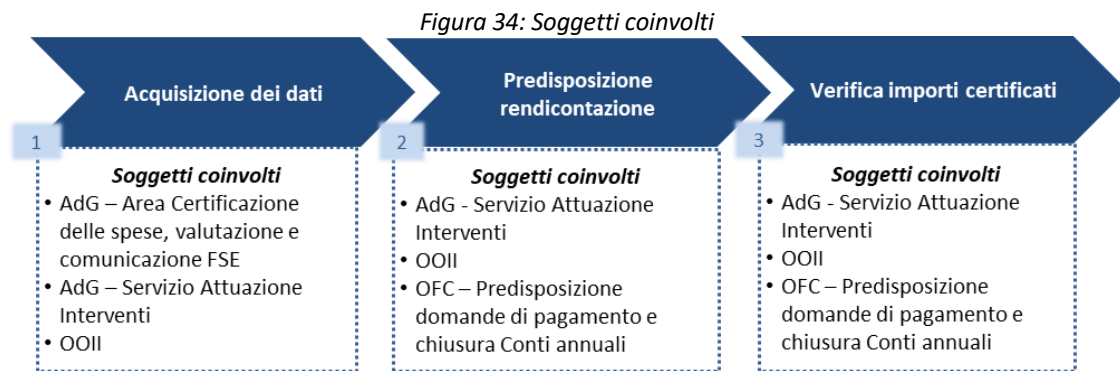 Figura 34: Soggetti coinvolti
Acquisizione dei dati
1
Soggetti coinvolti
• AdG – Area Certificazione
delle spese, valutazione e
comunicazione FSE
• AdG – Servizio Attuazione
Interventi
• OOII
Predisposizione
rendicontazione
2
Soggetti coinvolti
• AdG - Servizio Attuazione
Interventi
• OOII
• OFC – Predisposizione
domande di pagamento e
chiusura Conti annuali
Verifica importi certificati
3
Soggetti coinvolti
• AdG - Servizio Attuazione
Interventi
• OOII
• OFC – Predisposizione
domande di pagamento e
chiusura Conti annuali